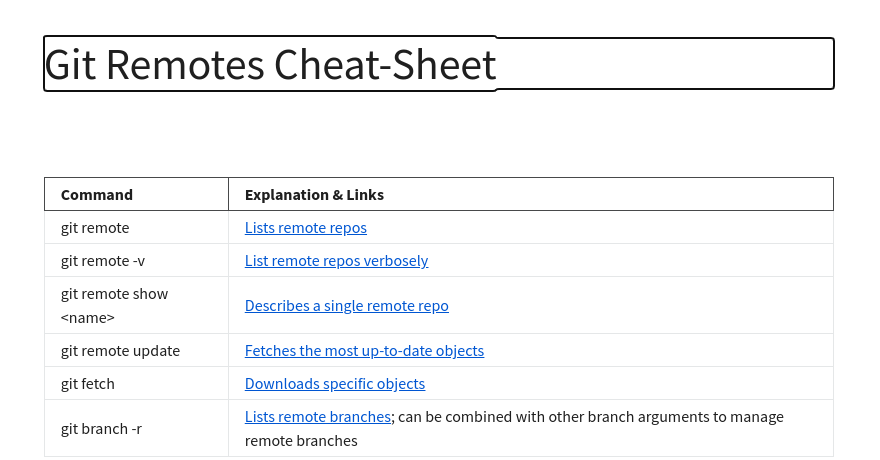 Git Remotes Cheat-Sheet
Command Explanation & Links
git remote Lists remote repos
git remote -v List remote repos verbosely
git remote show
<name>
Describes a single remote repo
git remote update Fetches the most up-to-date objects
git fetch Downloads specific objects
git branch -r
Lists remote branches; can be combined with other branch arguments to manage
remote branches